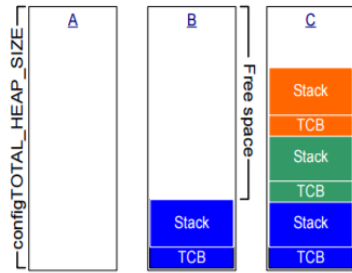 A
B
C
configTOTAL_HEAP_SIZE
Free space
Stack
TCB
Stack
TCB
Stack
TCB
Stack
TCB